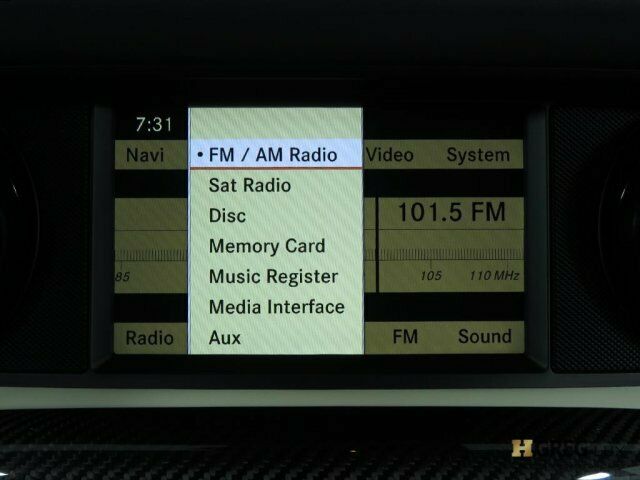 7:31
Navi • FM / AM Radio Video System
Sat Radio
Disc 101.5 FM
Memory Card
85 Music Register 105 110 MHz
Media Interface
Radio Aux FM Sound
H GREG